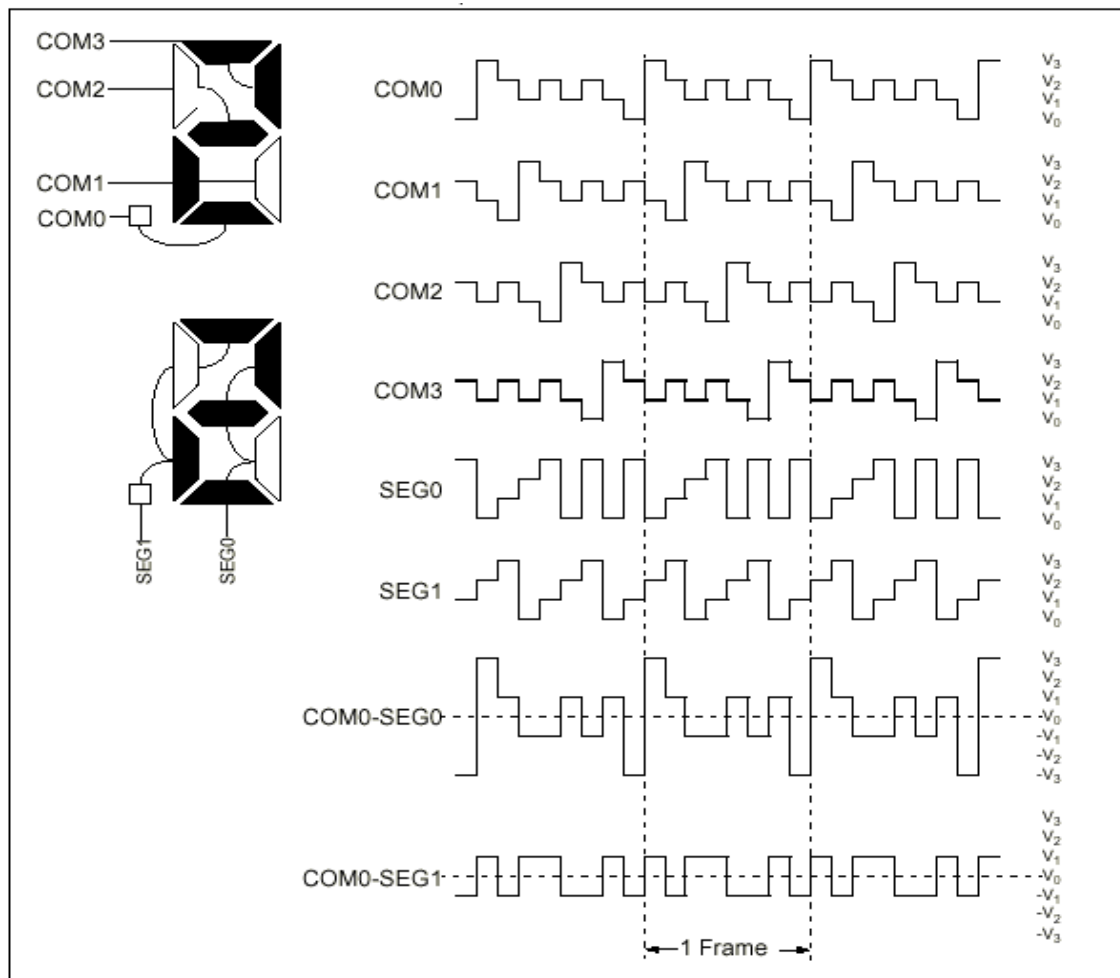 COM3
COM2
COM1
COM0
SEG1
SEG0
COM0
V3
V2
V1
V0
COM1
V3
V2
V1
V0
COM2
V3
V2
V1
V0
COM3
V3
V2
V1
V0
SEG0
V3
V2
V1
V0
SEG1
V3
V2
V1
V0
COM0-SEG0
V3
V2
V1
V0
-V1
-V2
-V3
COM0-SEG1
V3
V2
V1
V0
-V1
-V2
-V3
1 Frame